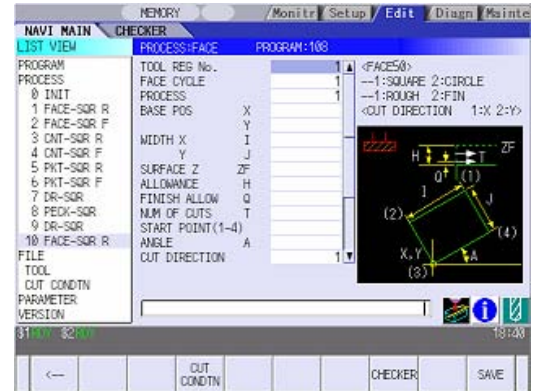 MEMORY Monitr Setup Edit Diagn Mainte
NAVI MAIN CHECKER
LIST VIEW PROCESS:FACE PROGRAM:108
PROGRAM
PROCESS
0 INIT
1 FACE-SQR R
2 FACE-SQR F
3 CNT-SQR R
4 CNT-SQR F
5 PKT-SQR R
6 PKT-SQR F
7 DR-SQR
8 PECK-SQR
9 DR-SQR
10 FACE-SQR R
FILE
TOOL
CUT CONDTN
PARAMETER
VERSION
TOOL REG No. 1
FACE CYCLE 1
PROCESS 1
BASE POS X
Y
WIDTH X I
Y J
SURFACE Z ZF
ALLOWANCE H
FINISH ALLOW Q
NUM OF CUTS T
START POINT(1-4)
ANGLE A
CUT DIRECTION 1
<FACE50>
--1:SQUARE 2:CIRCLE
--1:ROUGH 2:FIN
<CUT DIRECTION 1:X 2:Y>
ZF
H T
Q (1)
I J
(2)
(4)
X,Y A
(3)
$1 RDY $2 RDY 18:48
<-- CUT CONDTN CHECKER SAVE